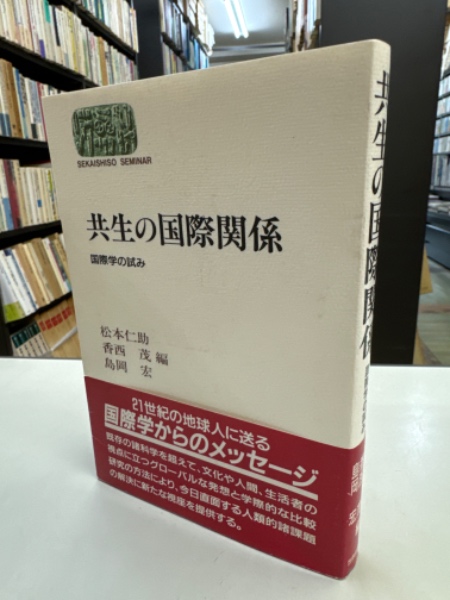 SEKAISHISO SEMINAR
共生の国際関係
国際学の試み
松本仁助
香西 茂 編
島岡 宏
21世紀の地球人に送る
国際学からのメッセージ
既存の諸科学を超えて、文化や人間、生活者の
視点に立つグローバルな発想と学際的な比較
研究の方法により、今日直面する人類的諸課題
の解決に新たな視座を提供する。
共生の国際関係